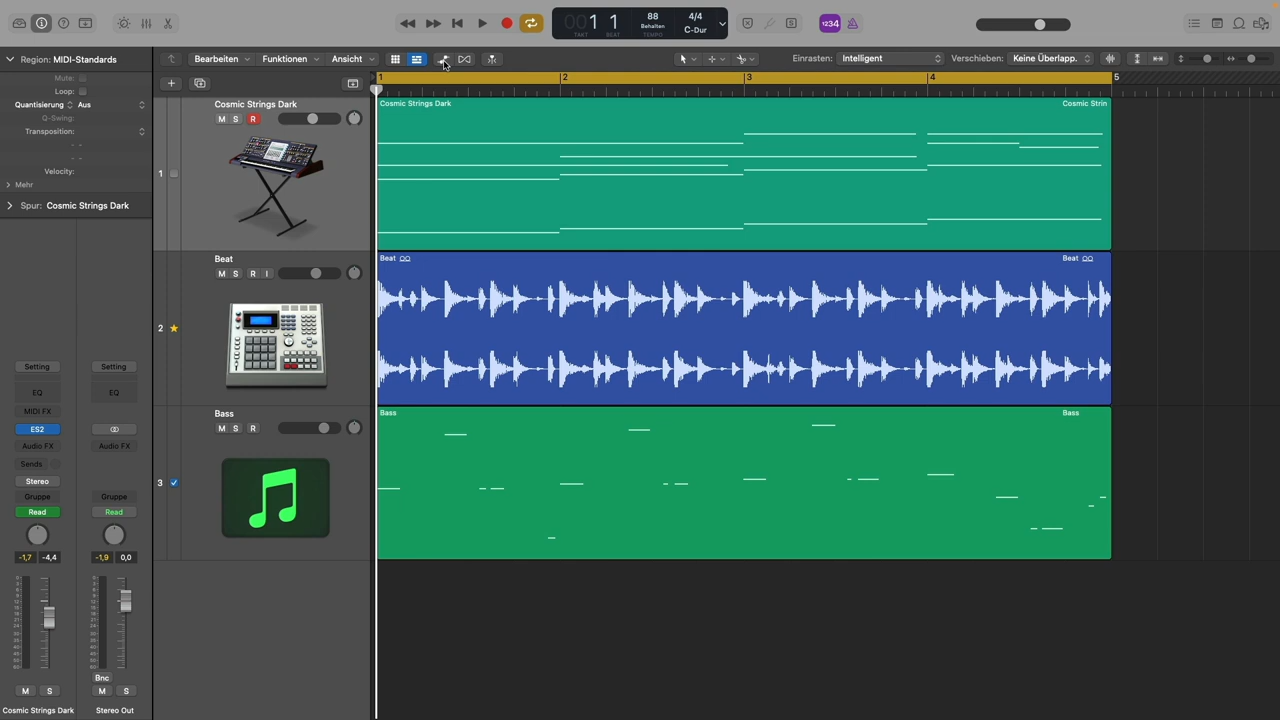 001 1
TAKT BEAT
88
Behalten
TEMPO
4/4
C-Dur
1234
Region: MIDI-Standards
Bearbeiten
Funktionen
Ansicht
Einrasten: Intelligent
Verschieben: Keine Überlapp.
Mute:
Loop:
Quantisierung Aus
Q-Swing:
Transposition:
Velocity:
Mehr
Spur: Cosmic Strings Dark
1 2 3 4 5
1
Cosmic Strings Dark
M S R
Cosmic Strings Dark
Cosmic Strin
2
Beat
M S R I
Beat
Beat
3
Bass
M S R
Bass
Bass
Setting
Setting
EQ
EQ
MIDI FX
ES2
Audio FX
Audio FX
Sends
Stereo
Gruppe
Gruppe
Read
Read
-1,7 -4,4
-1,9 0,0
Bnc
M S
M S
Cosmic Strings Dark
Stereo Out